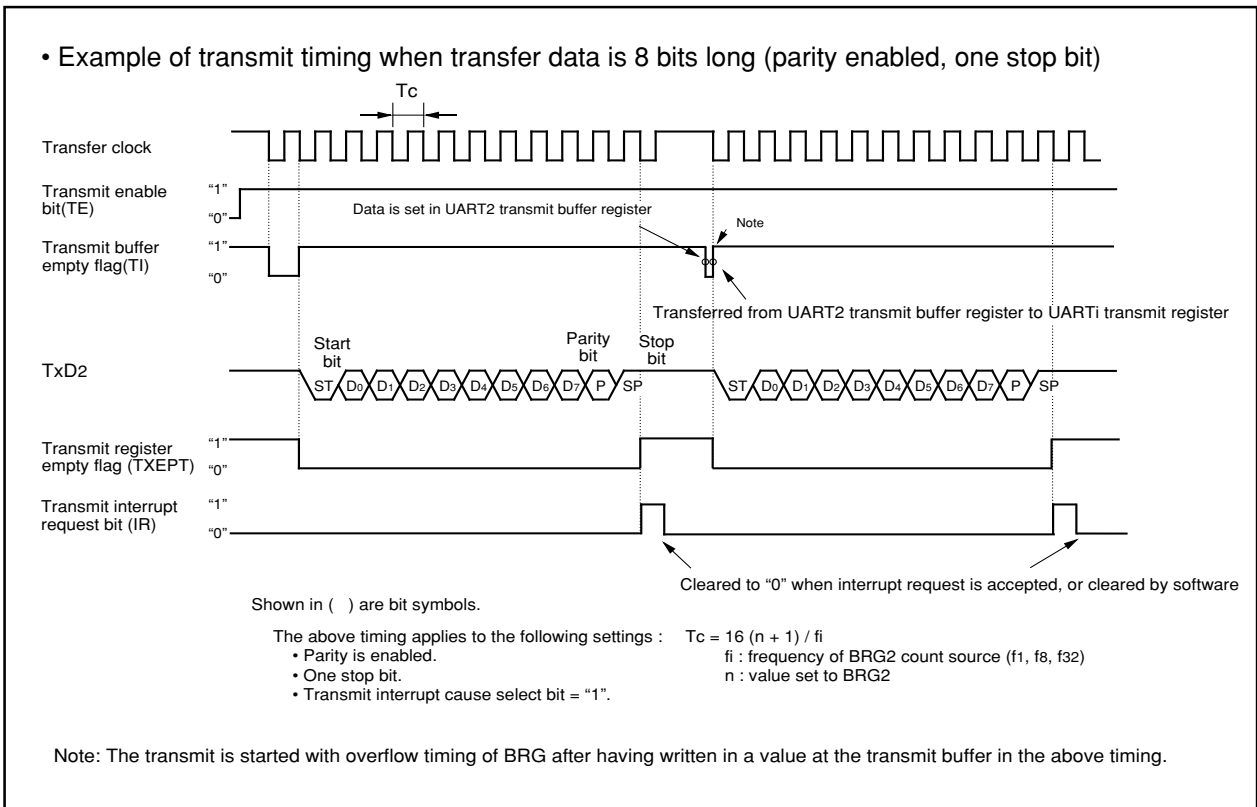 • Example of transmit timing when transfer data is 8 bits long (parity enabled, one stop bit)
Tc
Transfer clock
Transmit enable
bit(TE)
“1”
“0”
Data is set in UART2 transmit buffer register
Note
Transmit buffer
empty flag(TI)
“1”
“0”
Transferred from UART2 transmit buffer register to UARTi transmit register
Start
bit
Parity
bit
Stop
bit
TxD2
ST D0 D1 D2 D3 D4 D5 D6 D7 P SP ST D0 D1 D2 D3 D4 D5 D6 D7 P SP
Transmit register
empty flag (TXEPT)
“1”
“0”
Transmit interrupt
request bit (IR)
“1”
“0”
Cleared to “0” when interrupt request is accepted, or cleared by software
Shown in ( ) are bit symbols.
The above timing applies to the following settings :
• Parity is enabled.
• One stop bit.
• Transmit interrupt cause select bit = “1”.
Tc = 16 (n + 1) / fi
fi : frequency of BRG2 count source (f1, f8, f32)
n : value set to BRG2
Note: The transmit is started with overflow timing of BRG after having written in a value at the transmit buffer in the above timing.